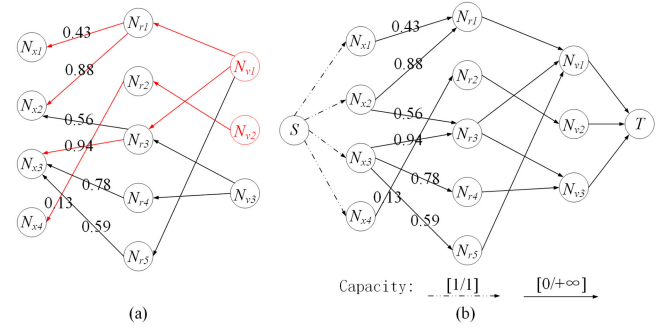 N_{x1} 0.43 N_{r1}
0.88
N_{v1}
N_{r2}
N_{x2}
0.56
N_{v2}
N_{r3}
0.94
N_{x3}
0.78
N_{r4}
N_{v3}
0.13
N_{x4}
0.59
N_{r5}
(a)
N_{r1}
0.43
N_{x1}
0.88
N_{v1}
N_{r2}
N_{x2}
0.56
S
N_{r3}
N_{v2}
T
0.94
N_{x3}
0.78
N_{r4}
N_{v3}
0.13
0.59
N_{x4}
N_{r5}
Capacity: [1/1] [0/+∞]
(b)